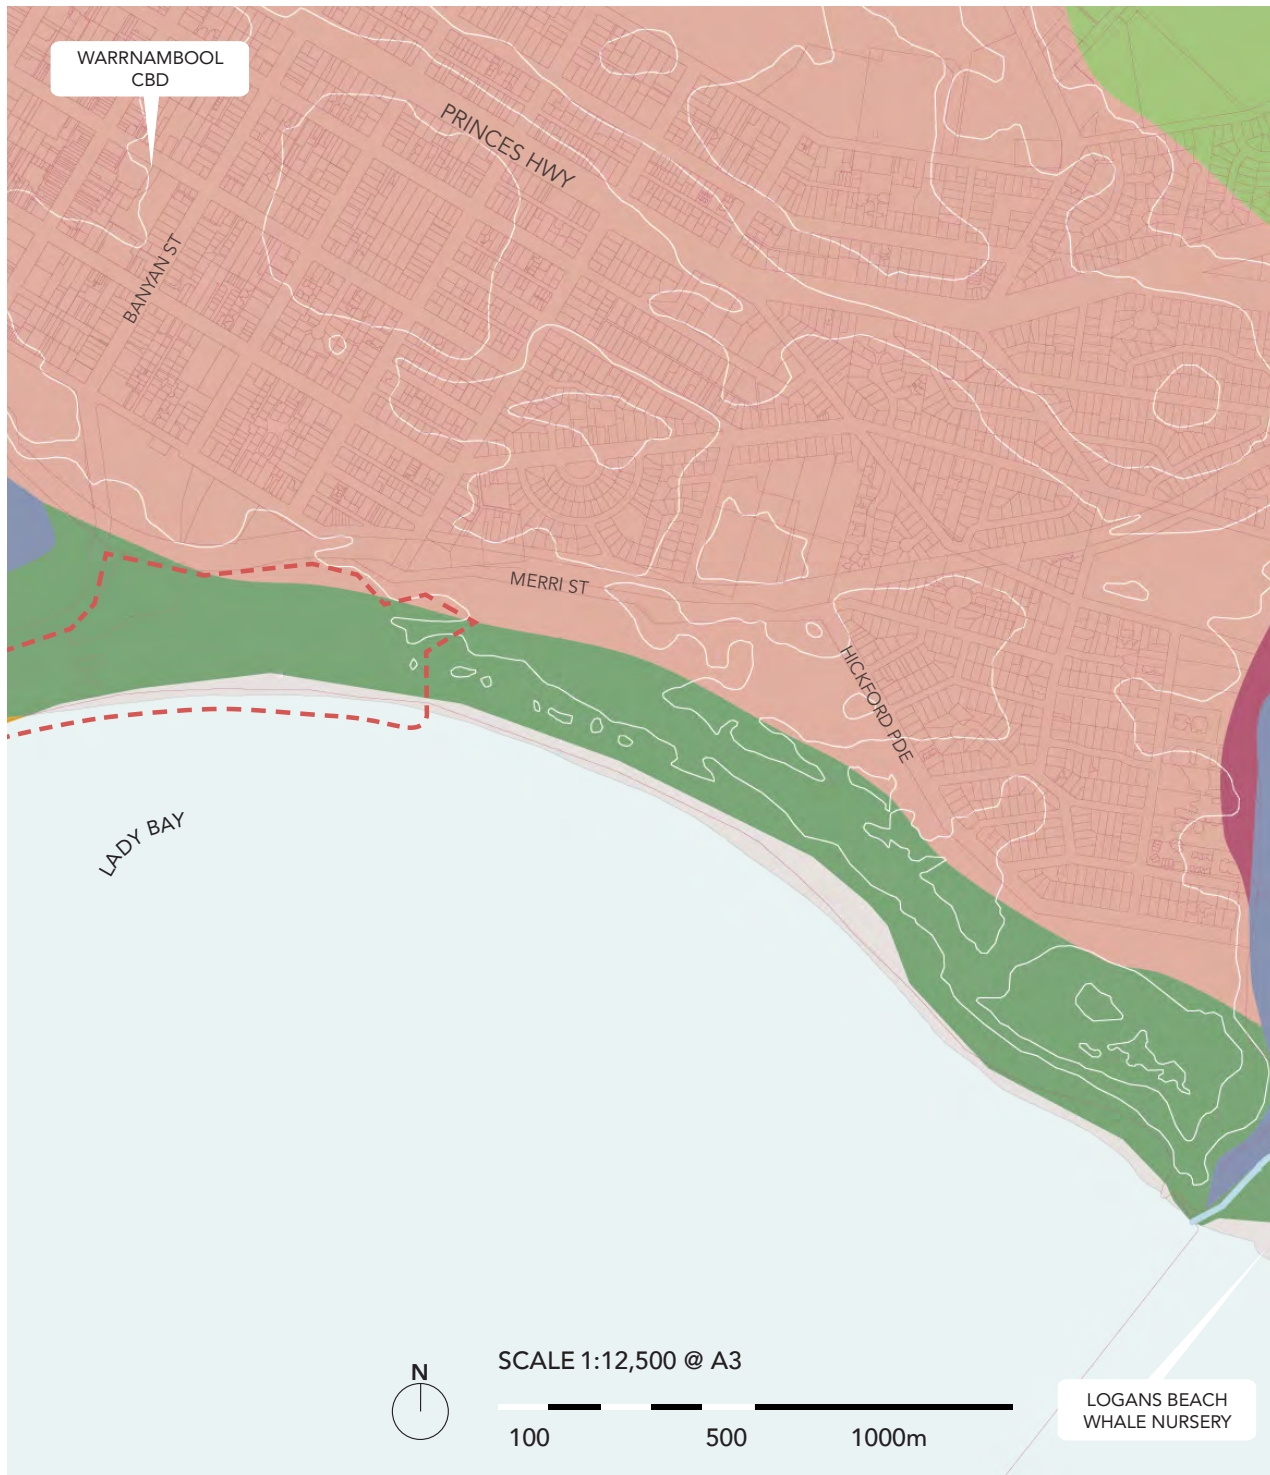 WARRNAMBOOL
CBD
PRINCES HWY
BANYAN ST
MERRI ST
HICKFORD PDE
LADY BAY
N
SCALE 1:12,500 @ A3
100 500 1000m
LOGANS BEACH
WHALE NURSERY